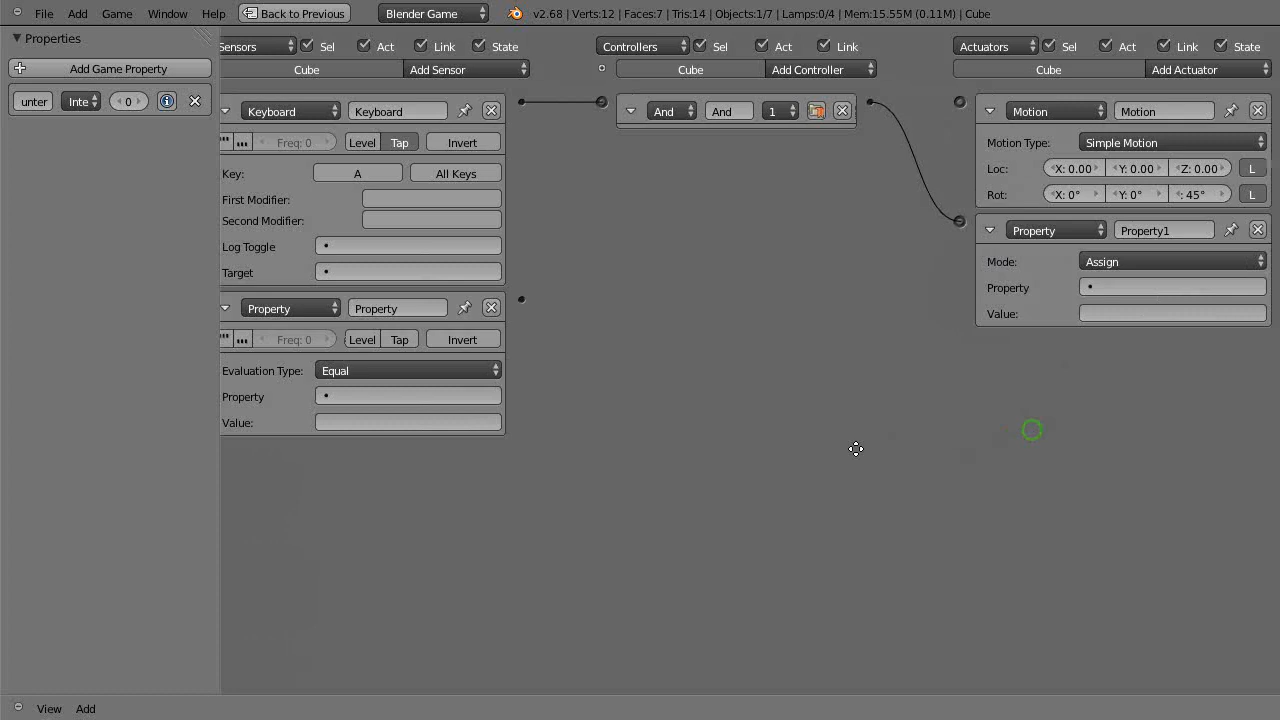 File Add Game Window Help Back to Previous Blender Game v2.68 | Verts:12 | Faces:7 | Tris:14 | Objects:1/7 | Lamps:0/4 | Mem:15.55M (0.11M) | Cube
Properties
Add Game Property
unter Inte 0
Sensors Sel Act Link State
Cube Add Sensor
Keyboard Keyboard
Freq: 0 Level Tap Invert
Key: A All Keys
First Modifier:
Second Modifier:
Log Toggle
Target
Property Property
Freq: 0 Level Tap Invert
Evaluation Type: Equal
Property
Value:
Controllers Sel Act Link
Cube Add Controller
And And 1
Actuators Sel Act Link State
Cube Add Actuator
Motion Motion
Motion Type: Simple Motion
Loc: X: 0.00 Y: 0.00 Z: 0.00 L
Rot: X: 0° Y: 0° : 45° L
Property Property1
Mode: Assign
Property
Value:
View Add